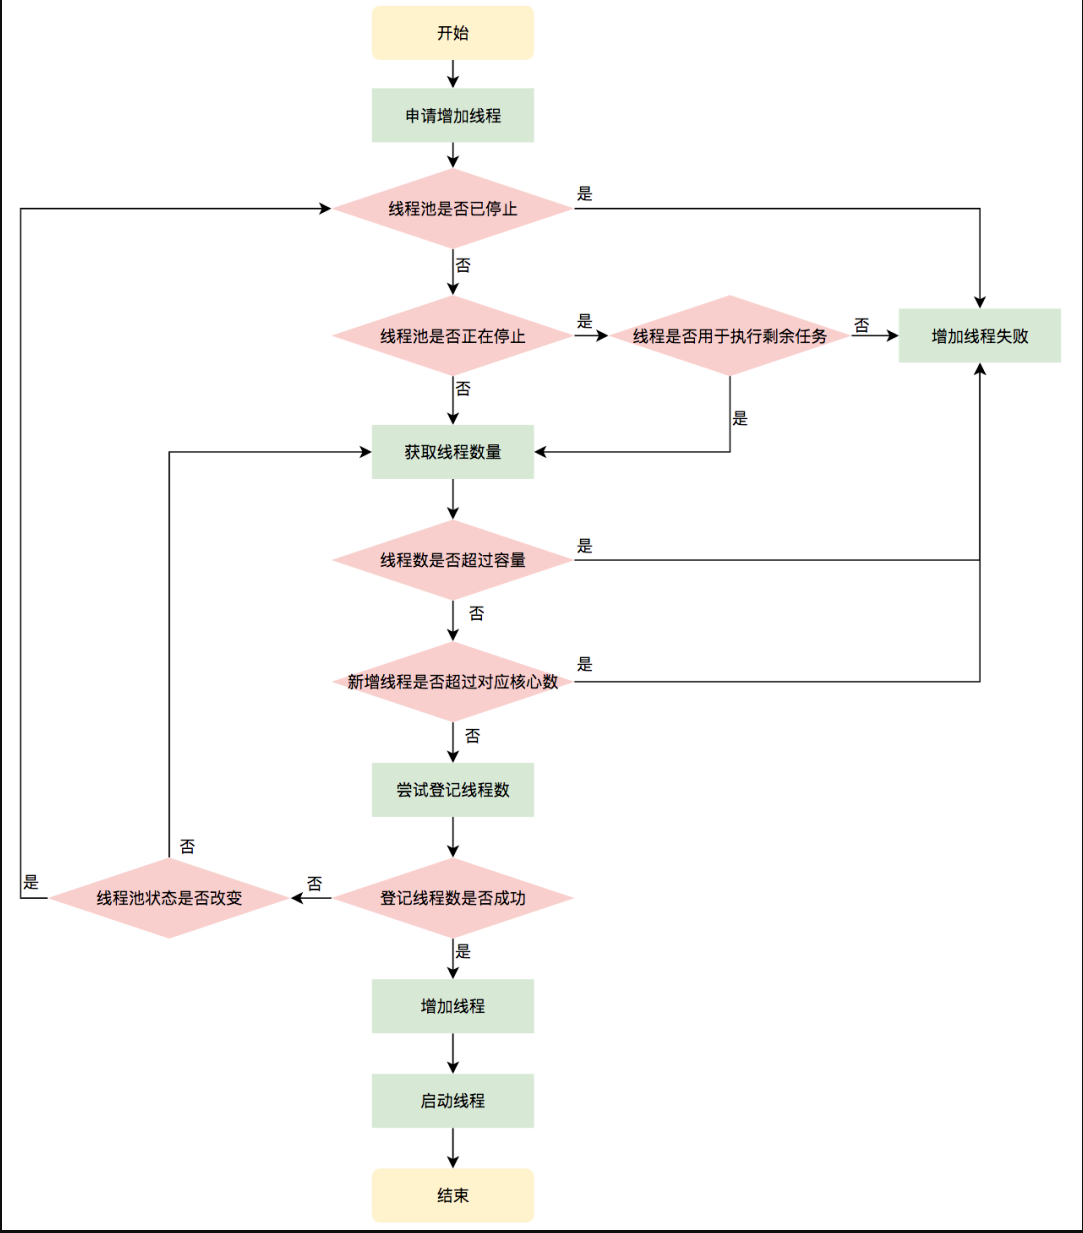 开始
申请增加线程
线程池是否已停止
是
否
线程池是否正在停止
是
线程是否用于执行剩余任务
否
增加线程失败
否
是
获取线程数量
线程数是否超过容量
是
否
新增线程是否超过对应核心数
是
否
尝试登记线程数
登记线程数是否成功
否
线程池状态是否改变
否
是
是
增加线程
启动线程
结束